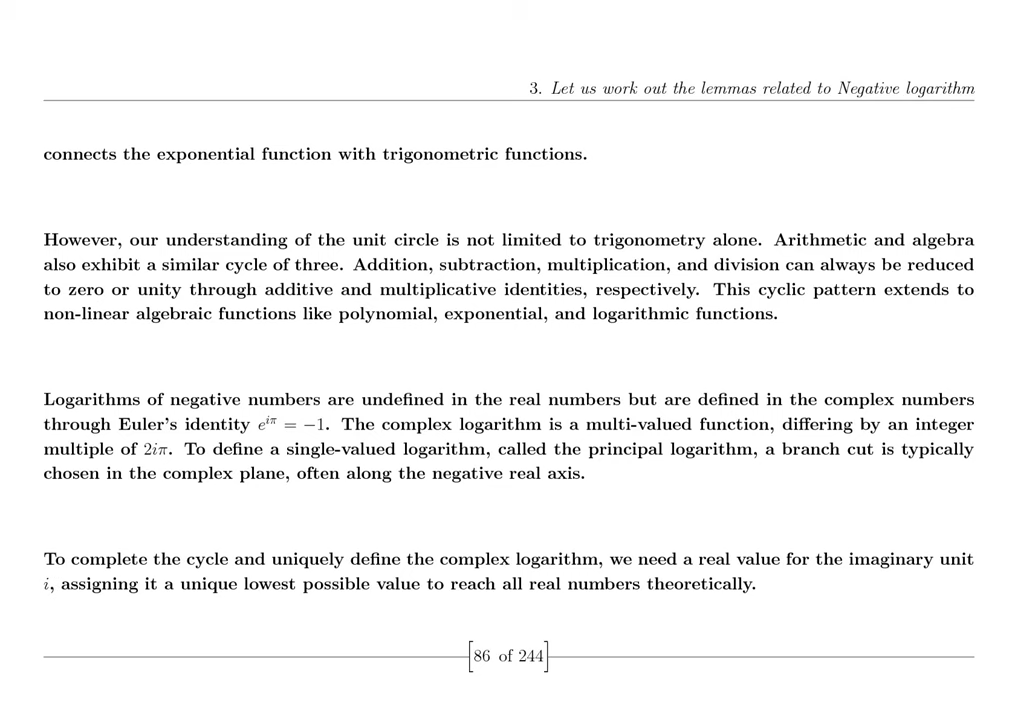 3. Let us work out the lemmas related to Negative logarithm
connects the exponential function with trigonometric functions.
However, our understanding of the unit circle is not limited to trigonometry alone. Arithmetic and algebra
also exhibit a similar cycle of three. Addition, subtraction, multiplication, and division can always be reduced
to zero or unity through additive and multiplicative identities, respectively. This cyclic pattern extends to
non-linear algebraic functions like polynomial, exponential, and logarithmic functions.
Logarithms of negative numbers are undefined in the real numbers but are defined in the complex numbers
through Euler's identity $e^{i\pi} = -1$. The complex logarithm is a multi-valued function, differing by an integer
multiple of $2i\pi$. To define a single-valued logarithm, called the principal logarithm, a branch cut is typically
chosen in the complex plane, often along the negative real axis.
To complete the cycle and uniquely define the complex logarithm, we need a real value for the imaginary unit
$i$, assigning it a unique lowest possible value to reach all real numbers theoretically.
[86 of 244]